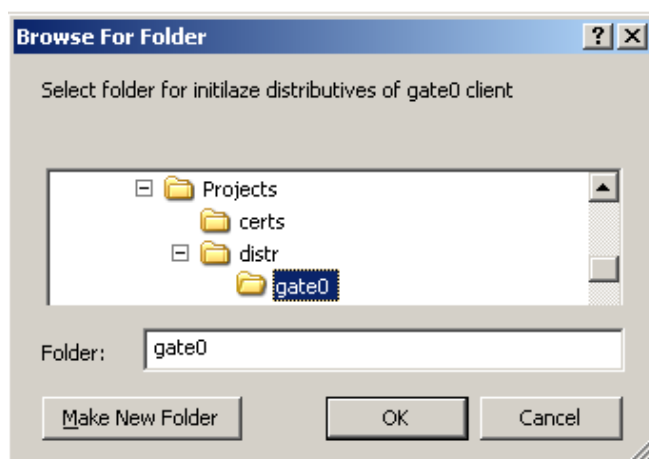 Browse For Folder
Select folder for initilaze distributives of gate0 client
Projects
certs
distr
gate0
Folder: gate0
Make New Folder OK Cancel